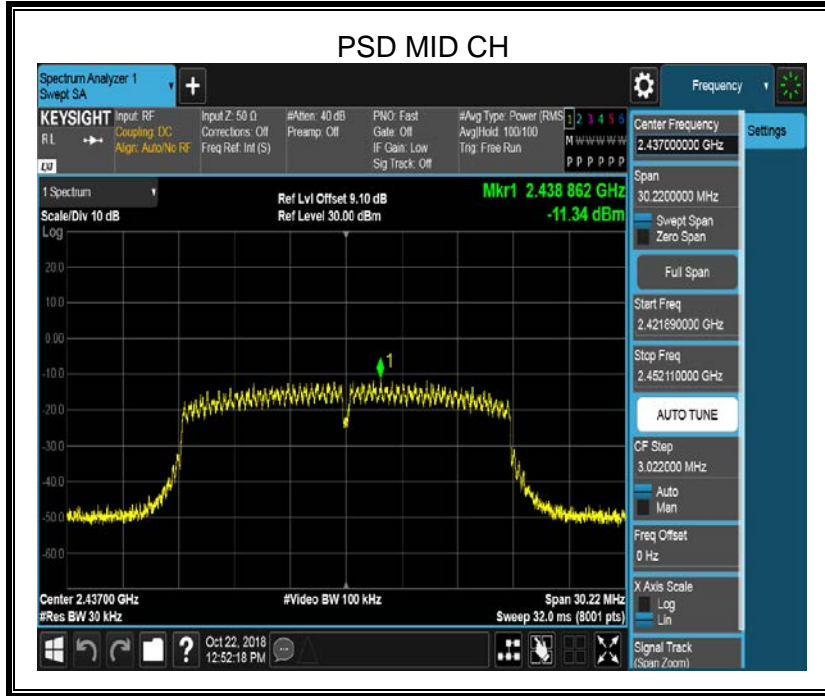 PSD MID CH
Spectrum Analyzer 1
Swept SA
+
Frequency
KEYSIGHT
RL
Input: RF
Coupling: DC
Align: Auto/No RF
Input Z: 50 Ω
Corrections: Off
Freq Ref: Int (S)
#Atten: 40 dB
Preamp: Off
PNO: Fast
Gate: Off
IF Gain: Low
Sig Track: Off
#Avg Type: Power (RMS
Avg|Hold: 100/100
Trig: Free Run
1 2 3 4 5 6
M W W W W W
P P P P P P
Center Frequency
2.437000000 GHz
Settings
1 Spectrum
Scale/Div 10 dB
Ref Lvl Offset 9.10 dB
Ref Level 30.00 dBm
Mkr1 2.438 862 GHz
-11.34 dBm
Span
30.2200000 MHz
Swept Span
Zero Span
Full Span
Start Freq
2.421890000 GHz
Stop Freq
2.452110000 GHz
AUTO TUNE
CF Step
3.022000 MHz
Auto
Man
Freq Offset
0 Hz
X Axis Scale
Log
Lin
Signal Track
(Span Zoom)
Log
20.0
10.0
0.00
-10.0
-20.0
-30.0
-40.0
-50.0
-60.0
1
Center 2.43700 GHz
#Res BW 30 kHz
#Video BW 100 kHz
Span 30.22 MHz
Sweep 32.0 ms (8001 pts)
?
Oct 22, 2018
12:52:18 PM